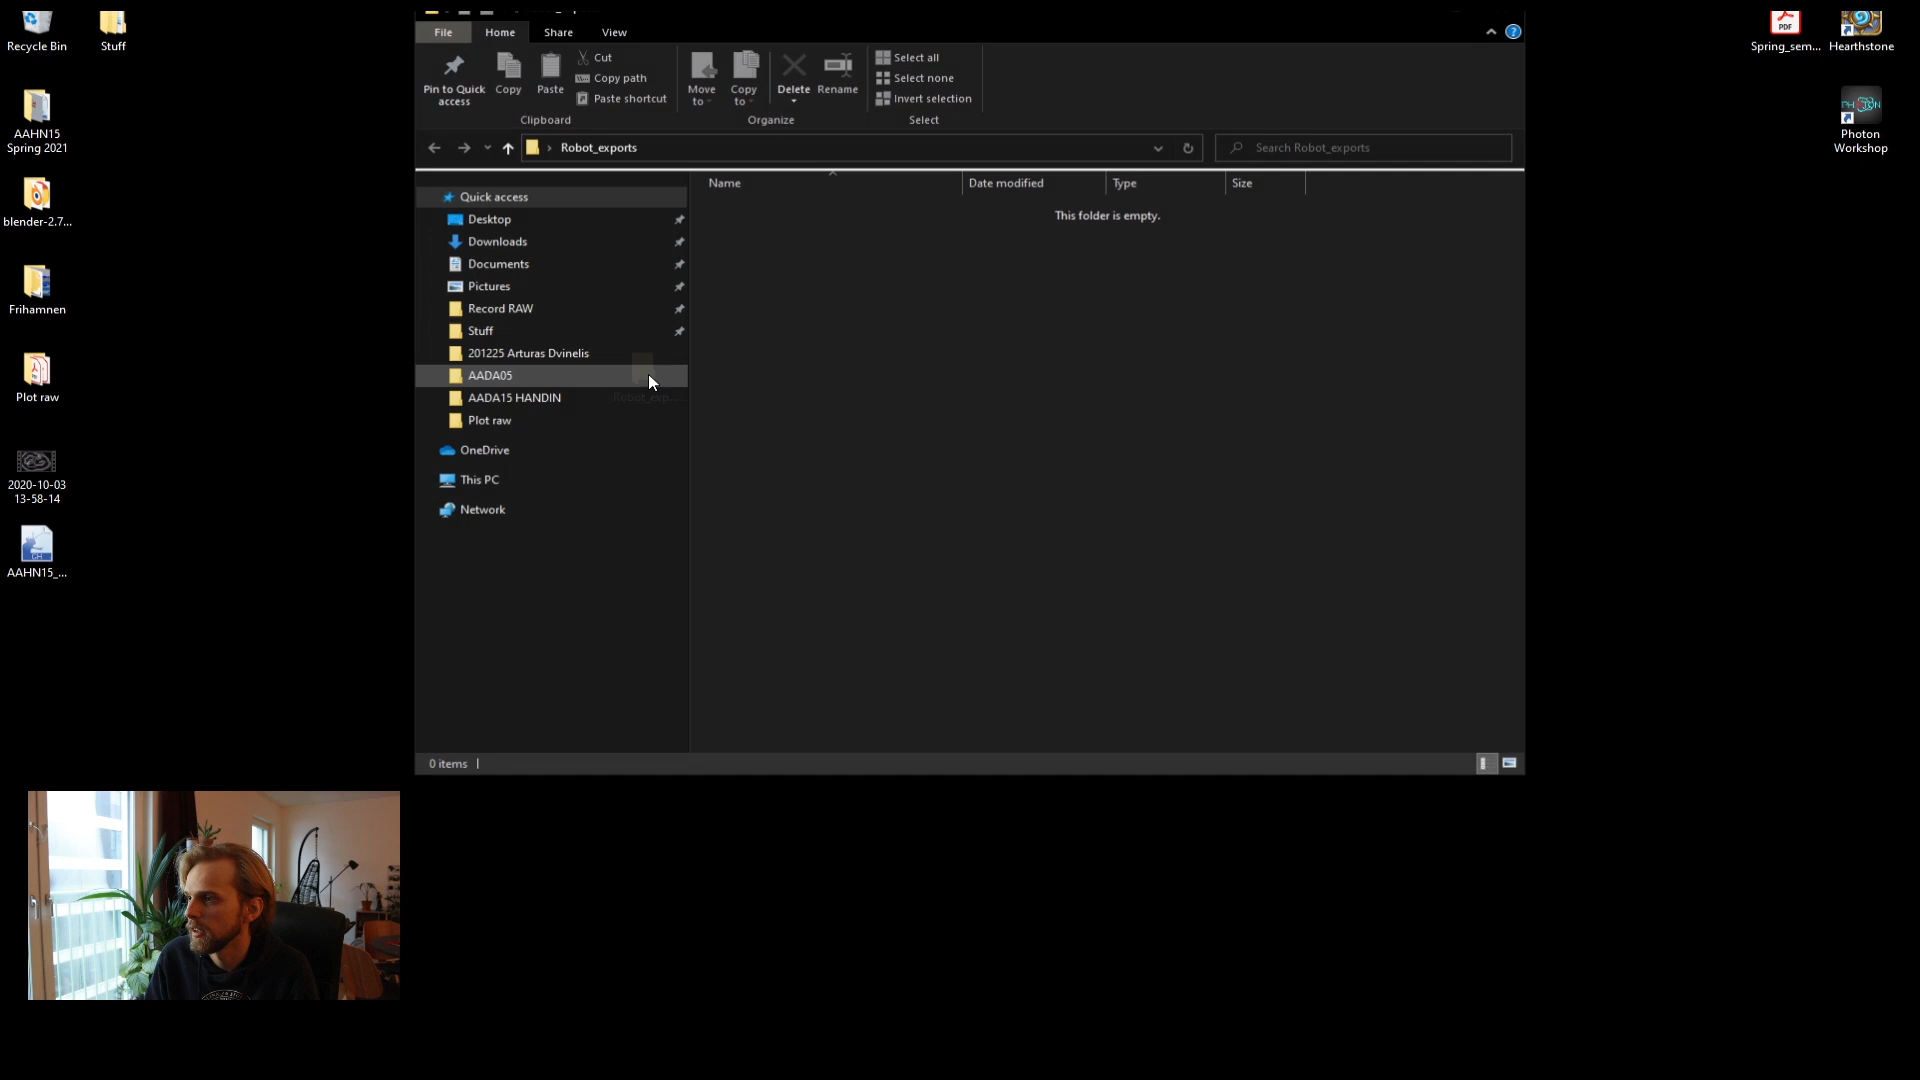 Recycle Bin
Stuff
AAHN15
Spring 2021
blender-2.7...
Frihamnen
Plot raw
2020-10-03
13-58-14
AAHN15_...
File
Home
Share
View
Pin to Quick
access
Copy
Paste
Cut
Copy path
Paste shortcut
Clipboard
Move
to
Copy
to
Delete
Rename
Organize
Select all
Select none
Invert selection
Select
Robot_exports
Search Robot_exports
Name
Date modified
Type
Size
This folder is empty.
Quick access
Desktop
Downloads
Documents
Pictures
Record RAW
Stuff
201225 Arturas Dvinelis
AADA05
AADA15 HANDIN
Robot_exp...
Plot raw
OneDrive
This PC
Network
0 items
Spring_sem...
Hearthstone
PHOTON
Photon
Workshop
PDF